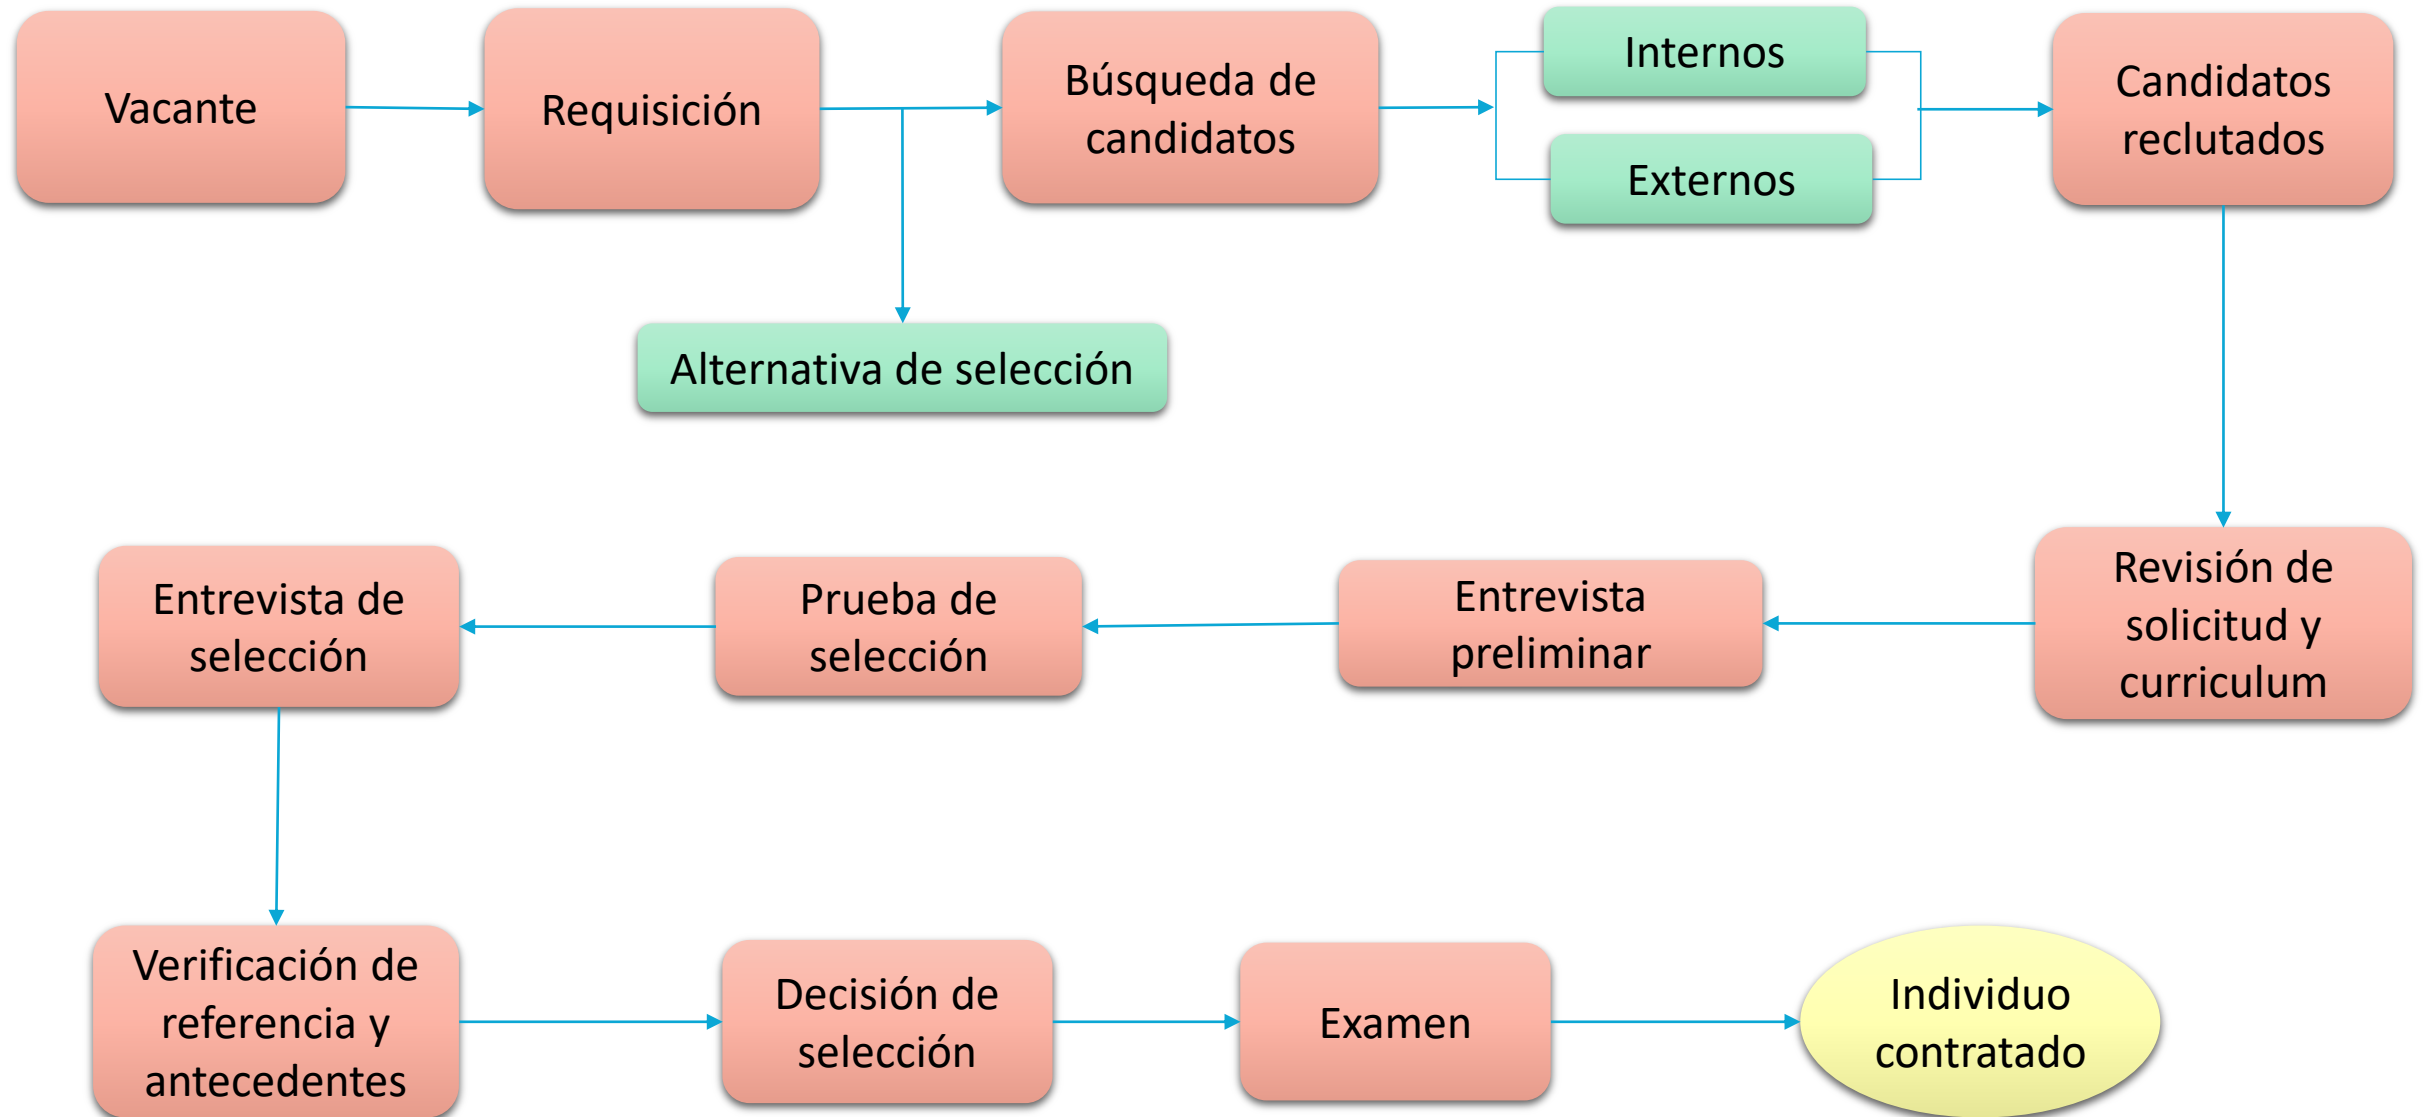 Vacante
Requisición
Búsqueda de
candidatos
Internos
Externos
Candidatos
reclutados
Alternativa de selección
Revisión de
solicitud y
curriculum
Entrevista
preliminar
Prueba de
selección
Entrevista de
selección
Verificación de
referencia y
antecedentes
Decisión de
selección
Examen
Individuo
contratado